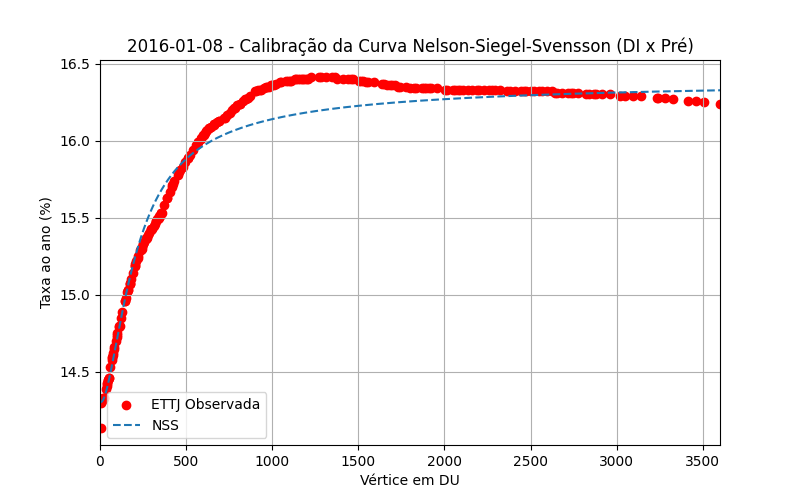 2016-01-08 - Calibração da Curva Nelson-Siegel-Svensson (DI x Pré)
Taxa ao ano (%)
16.5
16.0
15.5
15.0
14.5
ETTJ Observada
NSS
0
500
1000
1500
2000
2500
3000
3500
Vértice em DU